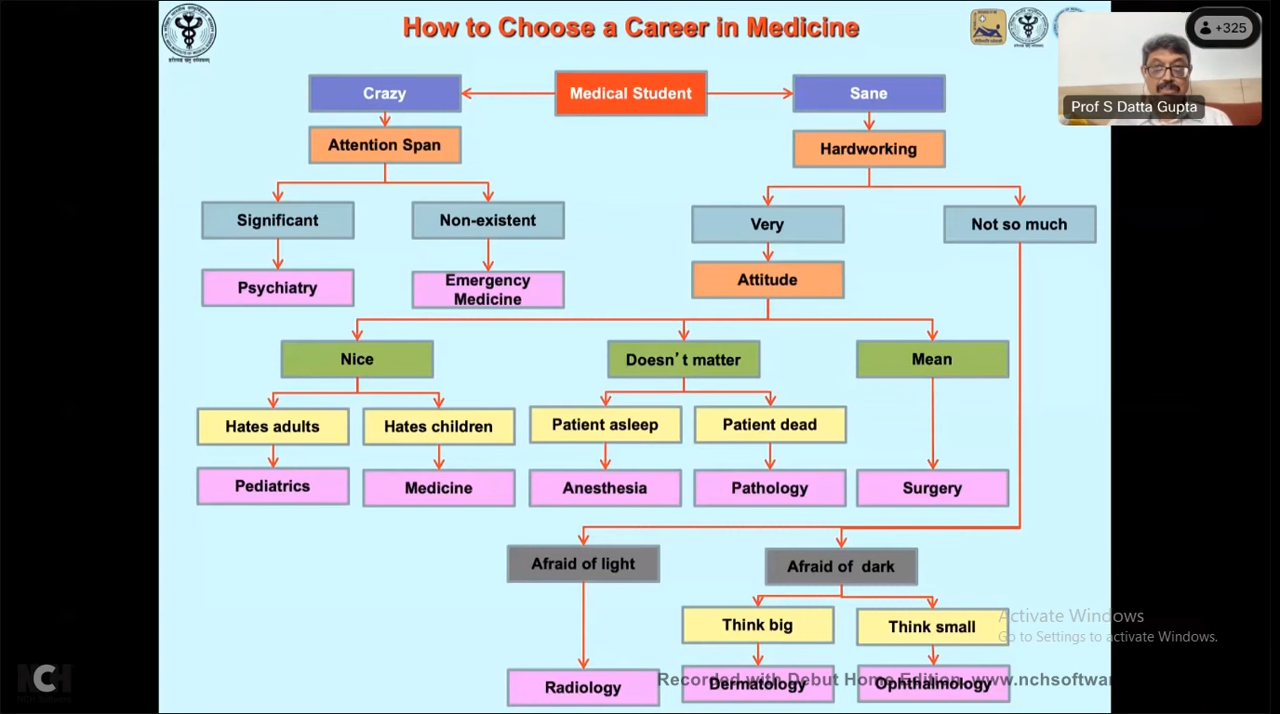 How to Choose a Career in Medicine
+325
Prof S Datta Gupta
Crazy
Medical Student
Sane
Attention Span
Hardworking
Significant
Non-existent
Very
Not so much
Psychiatry
Emergency
Medicine
Attitude
Nice
Doesn't matter
Mean
Hates adults
Hates children
Patient asleep
Patient dead
Pediatrics
Medicine
Anesthesia
Pathology
Surgery
Afraid of light
Afraid of dark
Think big
Think small
Activate Windows
Go to Settings to activate Windows.
Radiology
Dermatology
Ophthalmology
NCH
Recorded with Debut Home Edition www.nchsoftwar